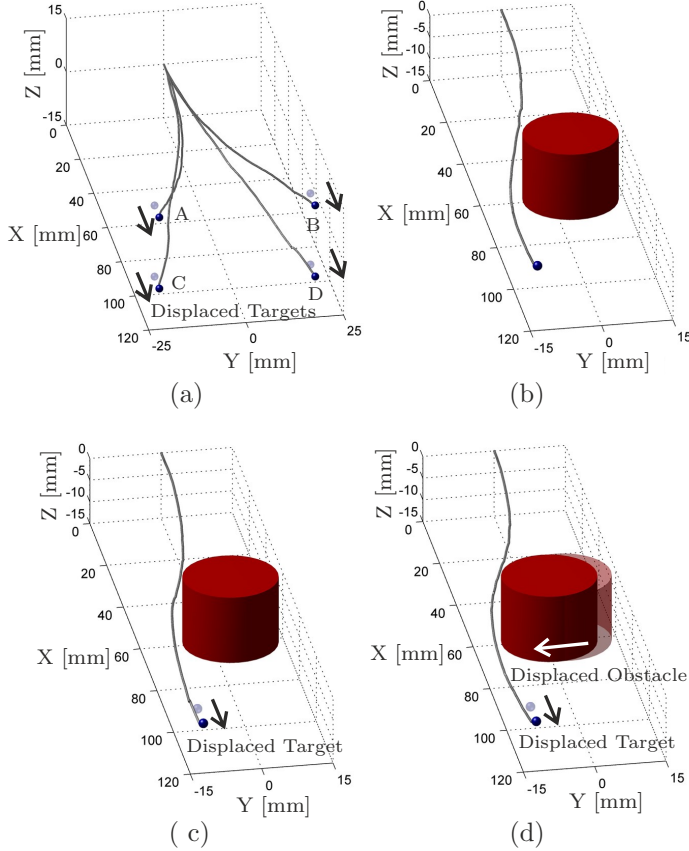 15
0
-15
Z [mm]
0
20
40
60
80
100
120
X [mm]
-25
0
25
Y [mm]
A
B
C
D
Displaced Targets
(a)
0
-5
-10
-15
Z [mm]
0
20
40
60
80
100
120
X [mm]
-15
0
15
Y [mm]
(b)
0
-5
-10
-15
Z [mm]
0
20
40
60
80
100
120
X [mm]
-15
0
15
Y [mm]
Displaced Target
( c)
0
-5
-10
-15
Z [mm]
0
20
40
60
80
100
120
X [mm]
-15
0
15
Y [mm]
Displaced Obstacle
Displaced Target
(d)